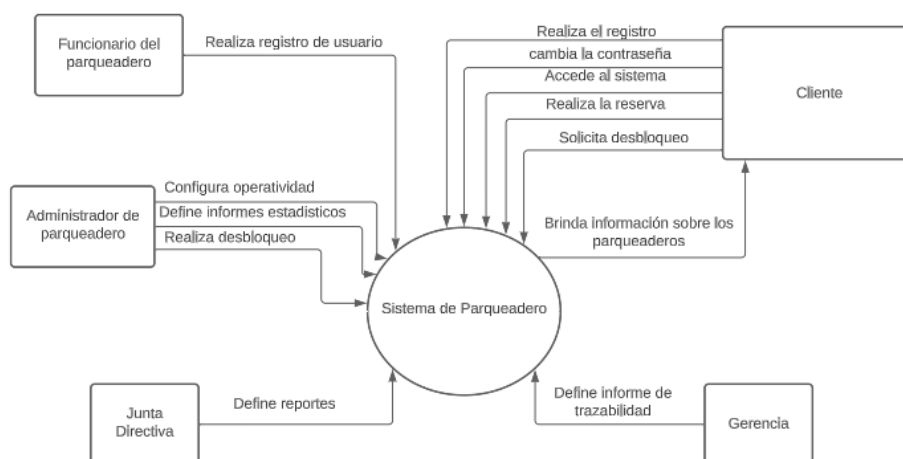 Funcionario del
parqueadero
Realiza registro de usuario
Realiza el registro
cambia la contraseña
Accede al sistema
Realiza la reserva
Solicita desbloqueo
Cliente
Configura operatividad
Define informes estadisticos
Realiza desbloqueo
Administrador de
parqueadero
Brinda información sobre los
parqueaderos
Sistema de Parqueadero
Junta
Directiva
Define reportes
Define informe de
trazabilidad
Gerencia